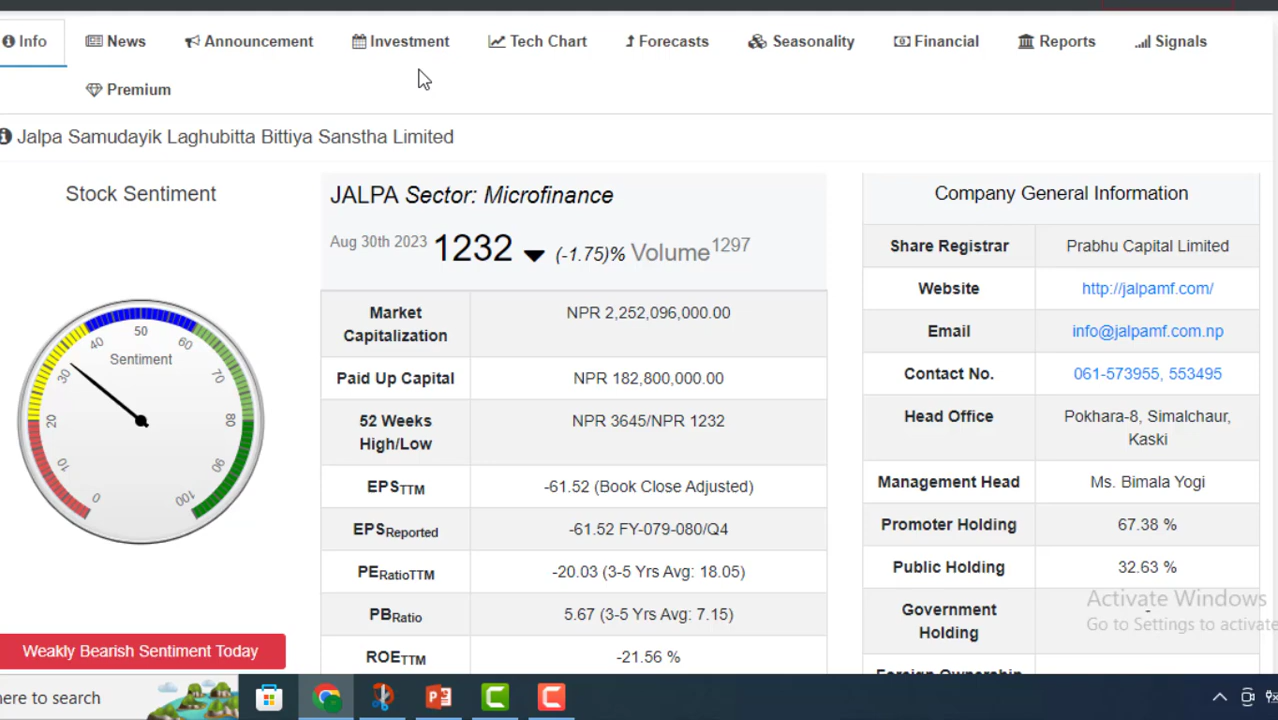 Info
News
Announcement
Investment
Tech Chart
Forecasts
Seasonality
Financial
Reports
Signals
Premium
Jalpa Samudayik Laghubitta Bittiya Sanstha Limited
Stock Sentiment
0
10
20
30
40
50
60
70
80
90
100
Sentiment
Weakly Bearish Sentiment Today
JALPA Sector: Microfinance
Aug 30th 2023 1232 (-1.75)% Volume 1297
Market Capitalization NPR 2,252,096,000.00
Paid Up Capital NPR 182,800,000.00
52 Weeks High/Low NPR 3645/NPR 1232
EPSTTM -61.52 (Book Close Adjusted)
EPSReported -61.52 FY-079-080/Q4
PERatioTTM -20.03 (3-5 Yrs Avg: 18.05)
PBRatio 5.67 (3-5 Yrs Avg: 7.15)
ROETTM -21.56 %
Company General Information
Share Registrar Prabhu Capital Limited
Website http://jalpamf.com/
Email info@jalpamf.com.np
Contact No. 061-573955, 553495
Head Office Pokhara-8, Simalchaur, Kaski
Management Head Ms. Bimala Yogi
Promoter Holding 67.38 %
Public Holding 32.63 %
Government Holding -
Foreign Ownership
Activate Windows
Go to Settings to activate
here to search